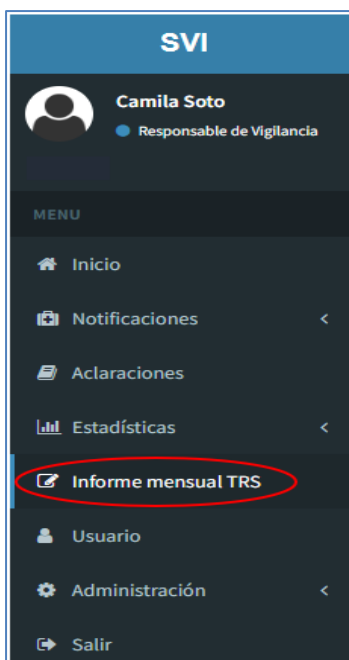 SVI
Camila Soto
Responsable de Vigilancia
MENU
Inicio
Notificaciones
Aclaraciones
Estadísticas
Informe mensual TRS
Usuario
Administración
Salir